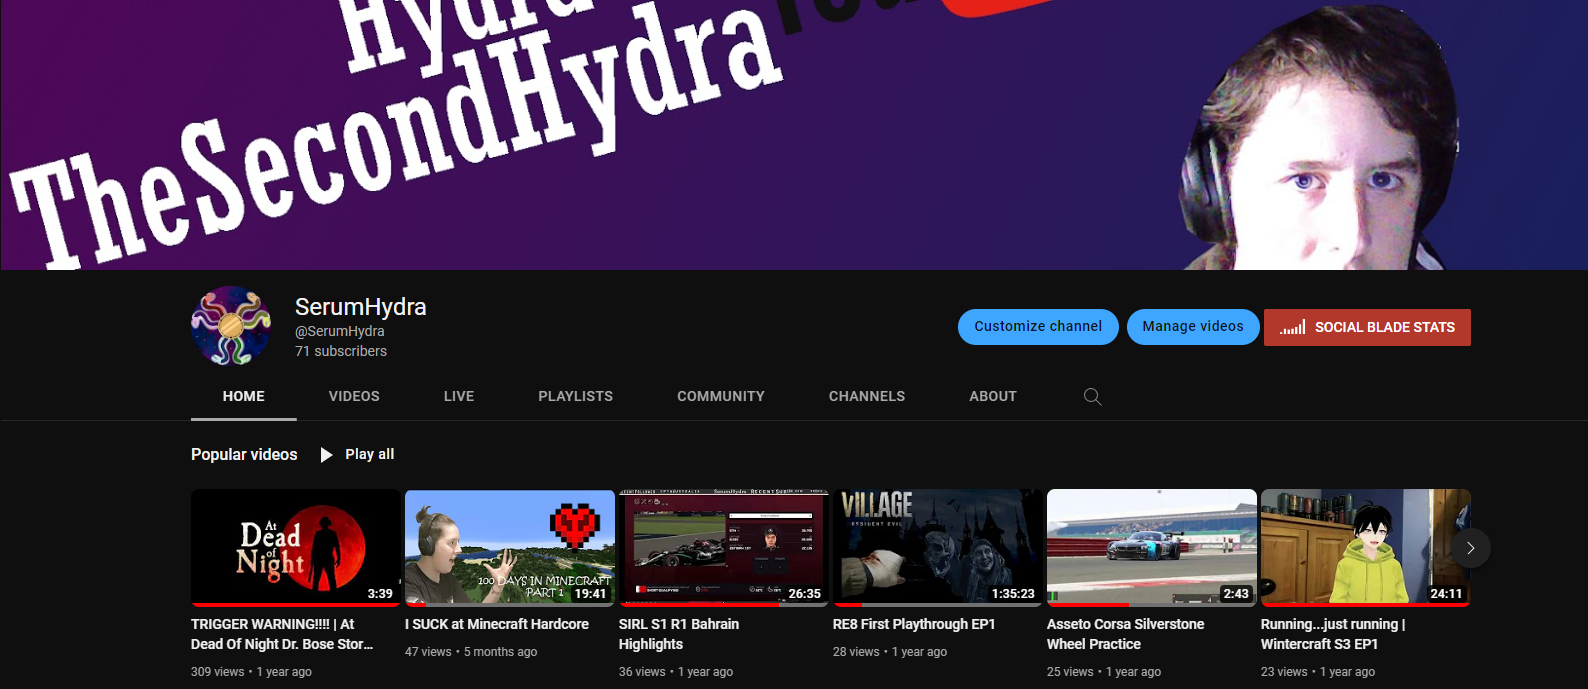 Hydra
You
TheSecondHydra
SerumHydra
@SerumHydra
71 subscribers
Customize channel
Manage videos
SOCIAL BLADE STATS
HOME
VIDEOS
LIVE
PLAYLISTS
COMMUNITY
CHANNELS
ABOUT
Popular videos
Play all
At
Dead
of
Night
3:39
100 DAYS IN MINECRAFT
PART 1
19:41
26:35
VILLAGE
RESIDENT EVIL
1:35:23
2:43
24:11
TRIGGER WARNING!!!! | At
Dead Of Night Dr. Bose Stor...
309 views • 1 year ago
I SUCK at Minecraft Hardcore
47 views • 5 months ago
SIRL S1 R1 Bahrain
Highlights
36 views • 1 year ago
RE8 First Playthrough EP1
28 views • 1 year ago
Asseto Corsa Silverstone
Wheel Practice
25 views • 1 year ago
Running...just running |
Wintercraft S3 EP1
23 views • 1 year ago